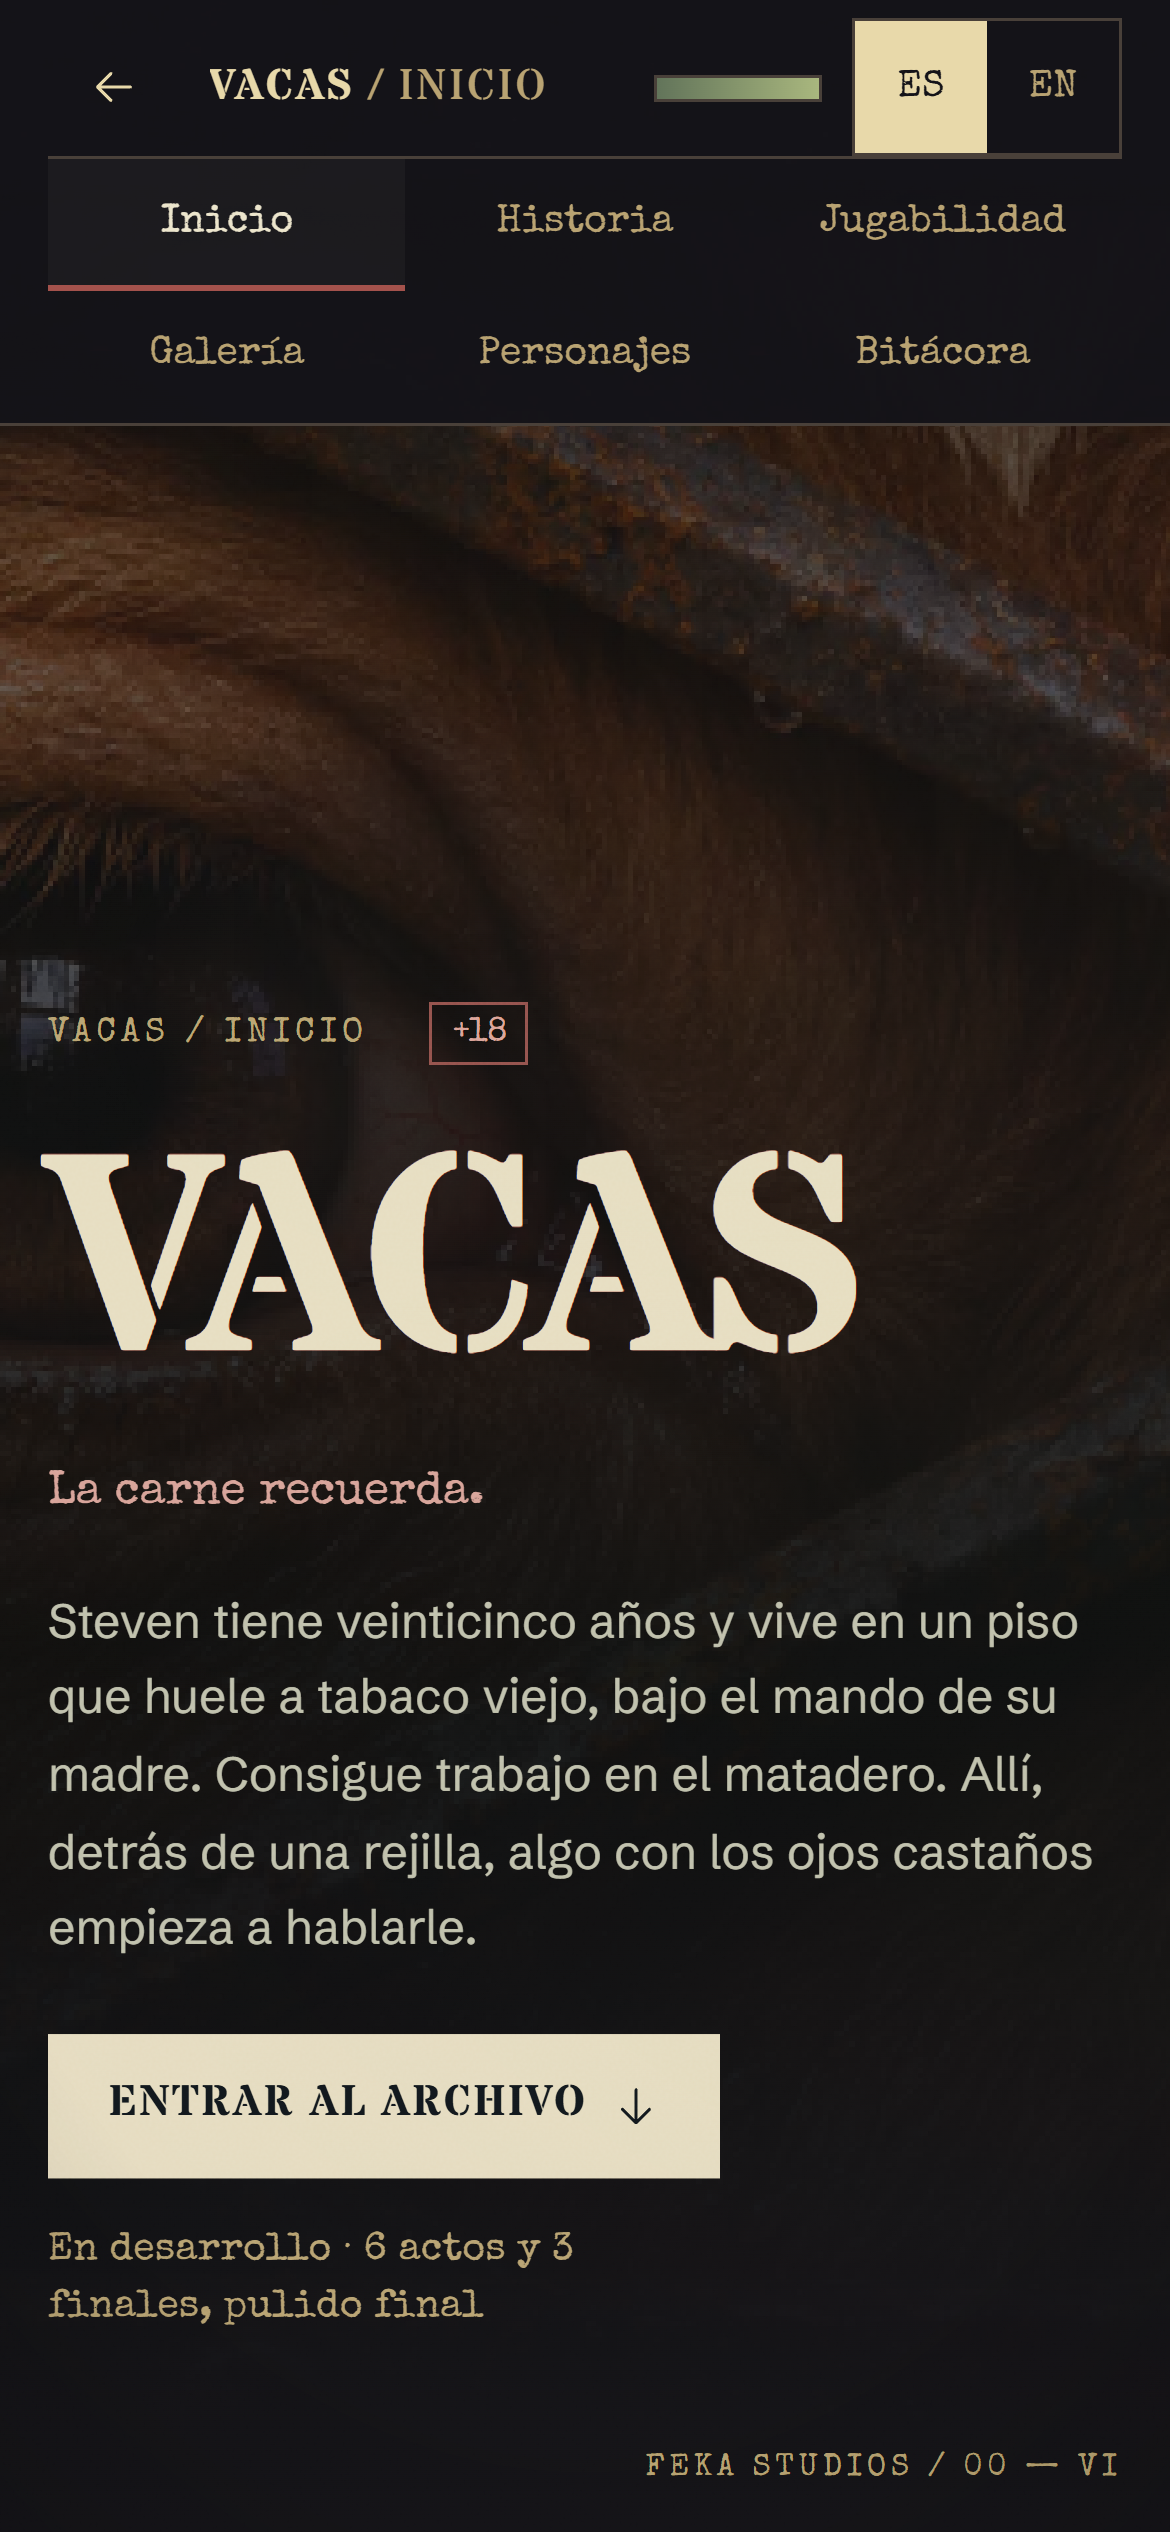 VACAS / INICIO
ES EN
Inicio Historia Jugabilidad
Galería Personajes Bitácora
VACAS / INICIO +18
VACAS
La carne recuerda.
Steven tiene veinticinco años y vive en un piso
que huele a tabaco viejo, bajo el mando de su
madre. Consigue trabajo en el matadero. Allí,
detrás de una rejilla, algo con los ojos castaños
empieza a hablarle.
ENTRAR AL ARCHIVO ↓
En desarrollo · 6 actos y 3
finales, pulido final
FEKA STUDIOS / 00 — VI